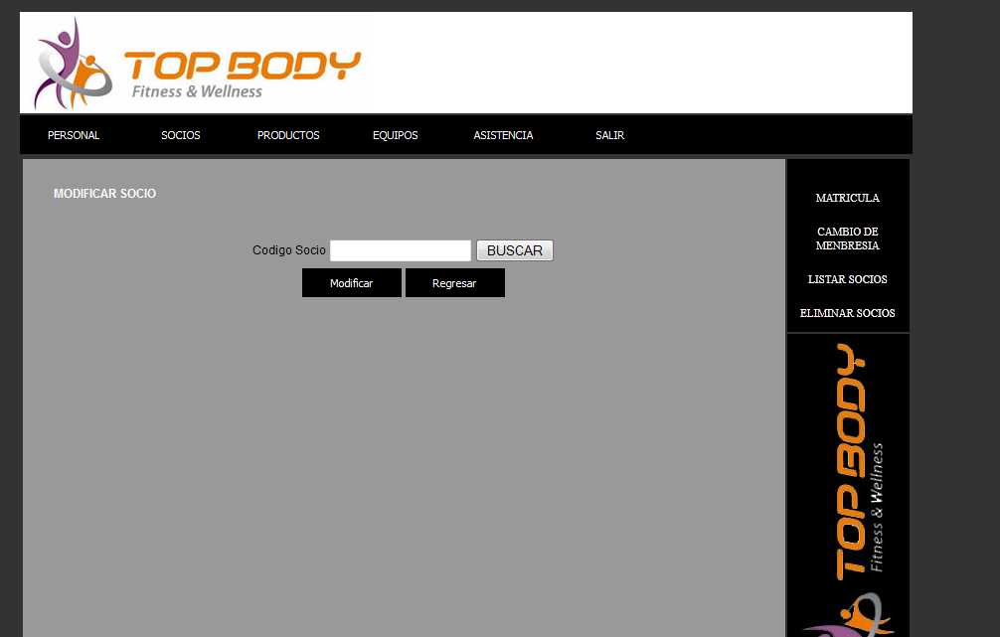 TOP BODY
Fitness & Wellness
PERSONAL SOCIOS PRODUCTOS EQUIPOS ASISTENCIA SALIR
MODIFICAR SOCIO
Codigo Socio BUSCAR
Modificar Regresar
MATRICULA
CAMBIO DE
MENBRESIA
LISTAR SOCIOS
ELIMINAR SOCIOS
TOP BODY
Fitness & Wellness